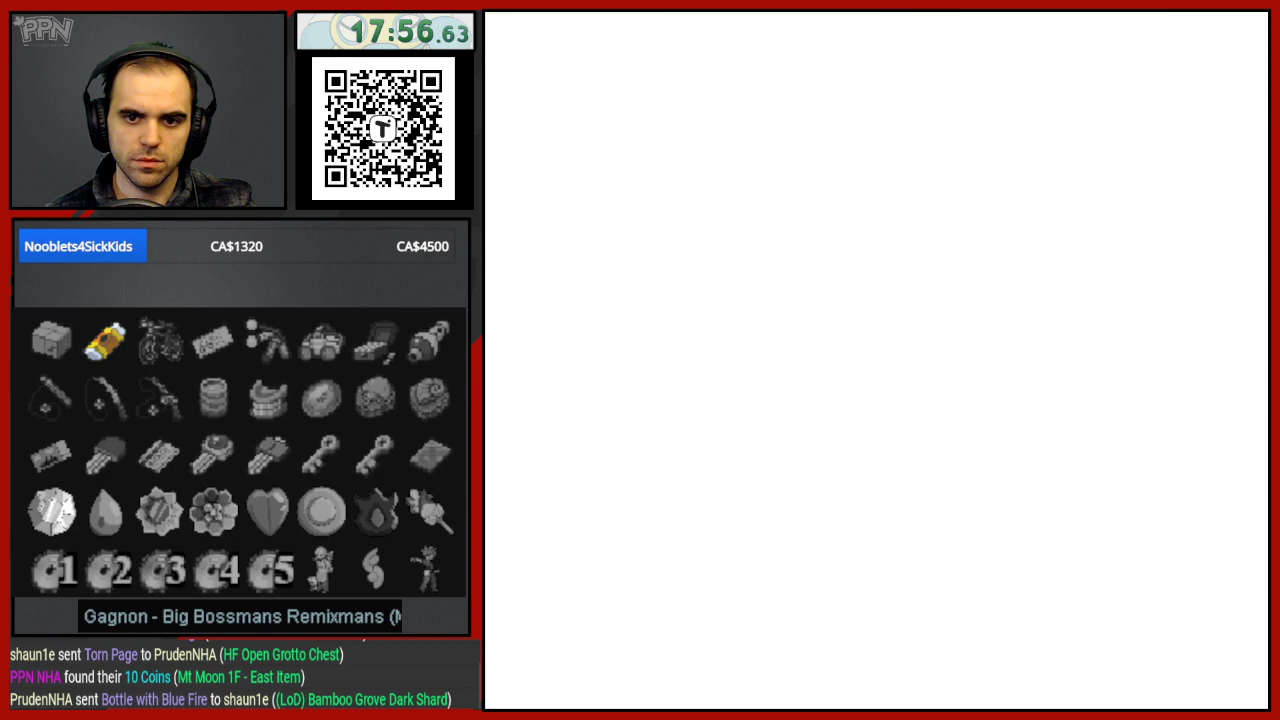 PPN
17:56.63
T
Nooblets4SickKids CA$1320 CA$4500
1 2 3 4 5
Gagnon - Big Bossmans Remixmans (
shaun1e sent Torn Page to PrudenNHA (HF Open Grotto Chest)
PPN NHA found their 10 Coins (Mt Moon 1F - East Item)
PrudenNHA sent Bottle with Blue Fire to shaun1e ((LoD) Bamboo Grove Dark Shard)